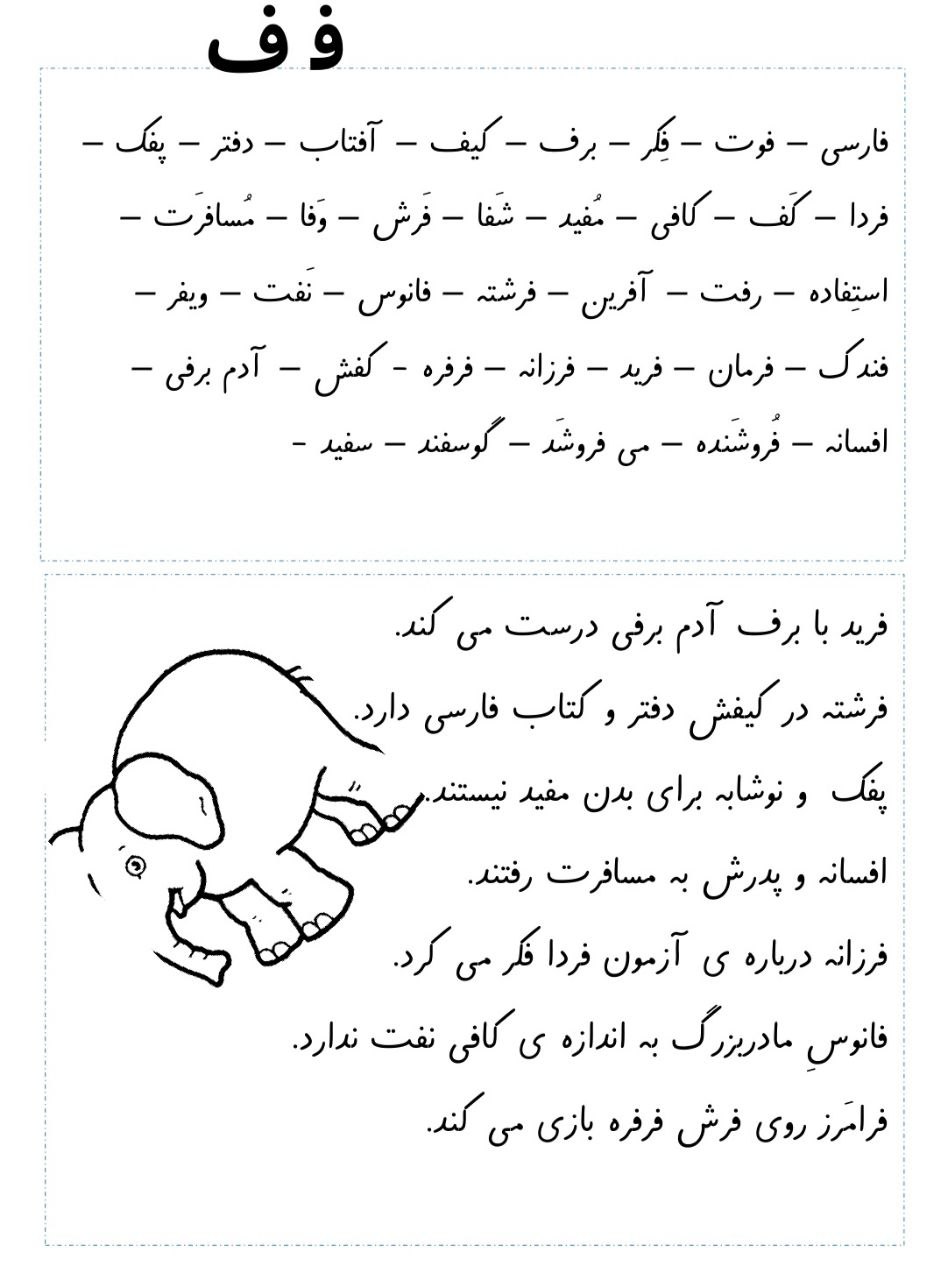 ف ف
فارسی – فوت – فِکر – برف – کیف – آفتاب – دفتر – پفک –
فردا – کَف – کافی – مُفید – شَفا – فَرش – وَفا – مُسافرَت –
استِفاده – رفت – آفرین – فرشته – فانوس – نَفت – ویفر –
فندک – فرمان – فرید – فرزانه – فرفره - کفش – آدم برفی –
افسانه – فُروشَنده – می فروشَد – گوسفند – سفید -
فرید با برف آدم برفی درست می کند.
فرشته در کیفش دفتر و کتاب فارسی دارد.
پفک و نوشابه برای بدن مفید نیستند.
افسانه و پدرش به مسافرت رفتند.
فرزانه درباره ی آزمون فردا فکر می کرد.
فانوسِ مادربزرگ به اندازه ی کافی نفت ندارد.
فرامَرز روی فرش فرفره بازی می کند.